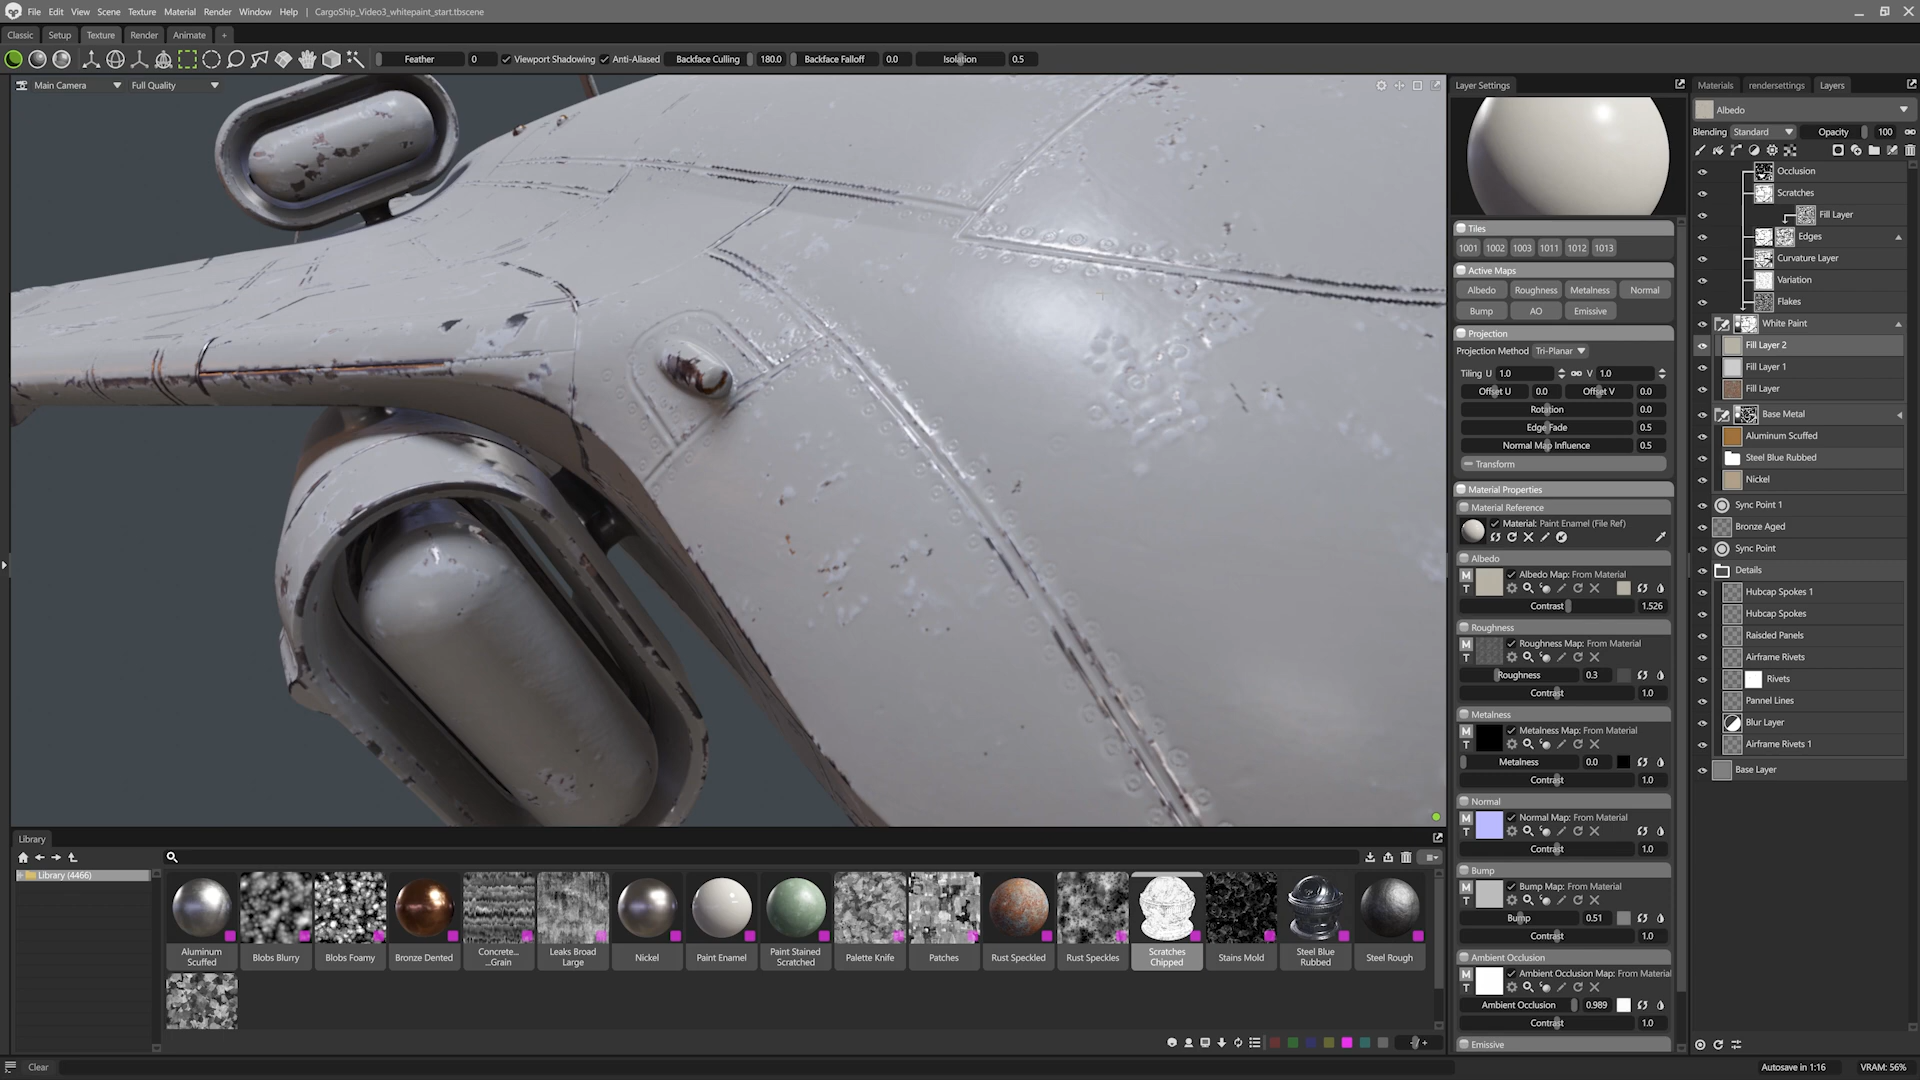 File Edit View Scene Texture Material Render Window Help | CargoShip_Video3_whitepaint_start.tbscene
Classic Setup Texture Render Animate +
Feather 0 Viewport Shadowing Anti-Aliased Backface Culling 180.0 Backface Falloff 0.0 Isolation 0.5
Main Camera Full Quality
Layer Settings
Tiles
1001 1002 1003 1011 1012 1013
Active Maps
Albedo Roughness Metalness Normal
Bump AO Emissive
Projection
Projection Method Tri-Planar
Tiling U 1.0 V 1.0
Offset U 0.0 Offset V 0.0
Rotation 0.0
Edge Fade 0.5
Normal Map Influence 0.5
Transform
Material Properties
Material Reference
Material: Paint Enamel (File Ref)
Albedo
M
T
Albedo Map: From Material
Contrast 1.526
Roughness
M
T
Roughness Map: From Material
Roughness 0.3
Contrast 1.0
Metalness
M
T
Metalness Map: From Material
Metalness 0.0
Contrast 1.0
Normal
M
T
Normal Map: From Material
Contrast 1.0
Bump
M
T
Bump Map: From Material
Bump 0.51
Contrast 1.0
Ambient Occlusion
M
T
Ambient Occlusion Map: From Material
Ambient Occlusion 0.989
Contrast 1.0
Emissive
Materials rendersettings Layers
Albedo
Blending Standard Opacity 100
Occlusion
Scratches
Fill Layer
Edges
Curvature Layer
Variation
Flakes
White Paint
Fill Layer 2
Fill Layer 1
Fill Layer
Base Metal
Aluminum Scuffed
Steel Blue Rubbed
Nickel
Sync Point 1
Bronze Aged
Sync Point
Details
Hubcap Spokes 1
Hubcap Spokes
Raisded Panels
Airframe Rivets
Rivets
Pannel Lines
Blur Layer
Airframe Rivets 1
Base Layer
Library
Library (4466)
Aluminum Scuffed
Blobs Blurry
Blobs Foamy
Bronze Dented
Concrete... ...Grain
Leaks Broad Large
Nickel
Paint Enamel
Paint Stained Scratched
Palette Knife
Patches
Rust Speckled
Rust Speckles
Scratches Chipped
Stains Mold
Steel Blue Rubbed
Steel Rough
Clear
Autosave in 1:16 VRAM: 56%